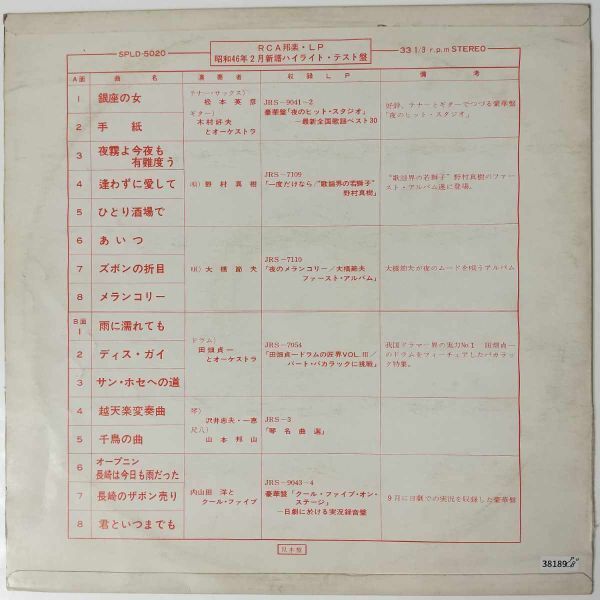 SPLD-5020
RCA邦楽・LP
昭和46年2月新譜ハイライト・テスト盤
33 1/3 r.p.m STEREO
A面 曲名 演奏者 収録LP 備考
1 銀座の女
2 手紙
テナー・サックス)
松本英彦
ギター)
木村好夫
とオーケストラ
JRS-9041~2
豪華盤「夜のヒット・スタジオ」
―最新全国歌謡ベスト30
好評、テナーとギターでつづる豪華盤
「夜のヒット・スタジオ」
3 夜霧よ今夜も
有難度う
4 逢わずに愛して
5 ひとり酒場で
唄) 野村真樹
JRS-7109
「一度だけなら/"歌謡界の若獅子"
野村真樹」
"歌謡界の若獅子"野村真樹のファー
スト・アルバム遂に登場。
6 あいつ
7 ズボンの折目
8 メランコリー
唄) 大橋節夫
JRS-7110
「夜のメランコリー/大橋節夫
ファースト・アルバム」
大橋節夫が夜のムードを唄うアルバム
B面
1 雨に濡れても
2 ディス・ガイ
3 サン・ホセへの道
ドラム)
田畑貞一
とオーケストラ
JRS-7054
「田畑貞一ドラムの匠界VOL.III/
バート・バカラックに挑戦」
我国ドラマー界の実力No.1 田畑貞一
のドラムをフィーチュアしたバカラッ
ク特集。
4 越天楽変奏曲
5 千鳥の曲
琴)
沢井忠夫・一恵
尺八)
山本邦山
JRS-3
「琴名曲選」
6 オープニン
長崎は今日も雨だった
7 長崎のザボン売り
8 君といつまでも
内山田洋と
クール・ファイブ
JRS-9043~4
豪華盤「クール・ファイブ・オン・
ステージ」
―日劇に於ける実況録音盤
9月に日劇での実況を収録した豪華盤
見本盤
38189